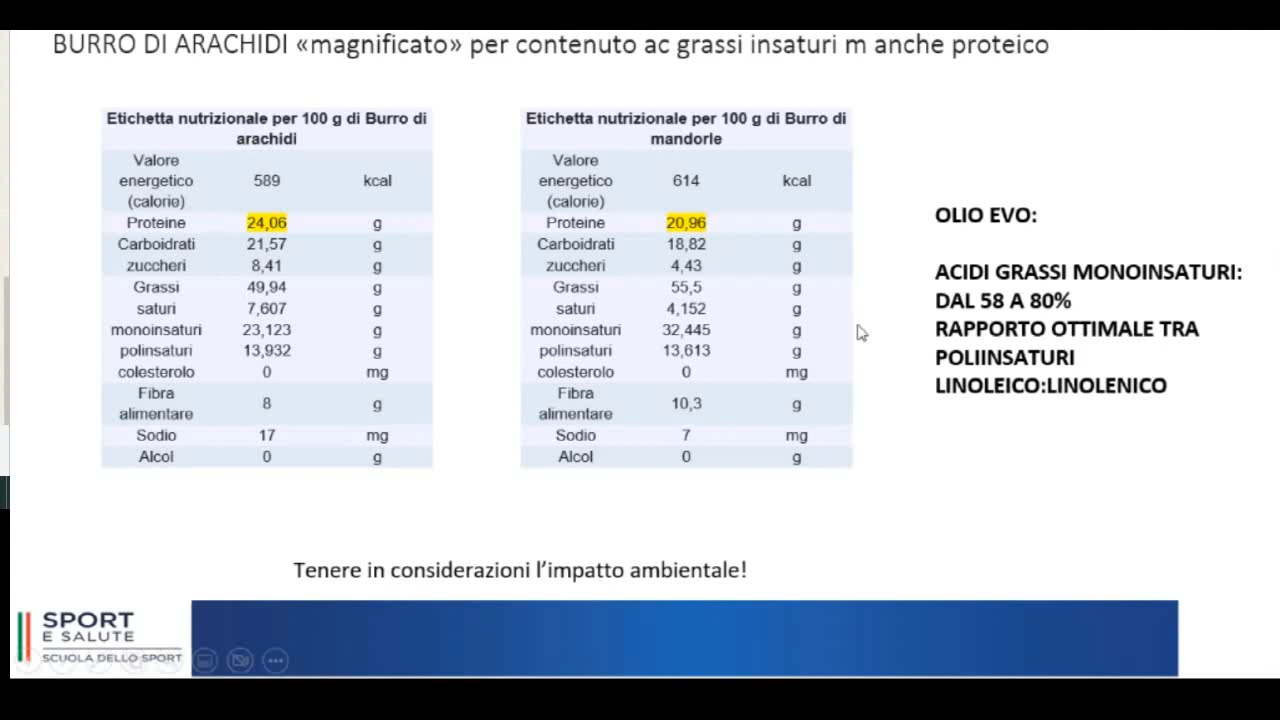 BURRO DI ARACHIDI «magnificato» per contenuto ac grassi insaturi m anche proteico
Etichetta nutrizionale per 100 g di Burro di
arachidi
Valore
energetico 589 kcal
(calorie)
Proteine 24,06 g
Carboidrati 21,57 g
zuccheri 8,41 g
Grassi 49,94 g
saturi 7,607 g
monoinsaturi 23,123 g
polinsaturi 13,932 g
colesterolo 0 mg
Fibra
alimentare 8 g
Sodio 17 mg
Alcol 0 g
Etichetta nutrizionale per 100 g di Burro di
mandorle
Valore
energetico 614 kcal
(calorie)
Proteine 20,96 g
Carboidrati 18,82 g
zuccheri 4,43 g
Grassi 55,5 g
saturi 4,152 g
monoinsaturi 32,445 g
polinsaturi 13,613 g
colesterolo 0 mg
Fibra
alimentare 10,3 g
Sodio 7 mg
Alcol 0 g
OLIO EVO:
ACIDI GRASSI MONOINSATURI:
DAL 58 A 80%
RAPPORTO OTTIMALE TRA
POLIINSATURI
LINOLEICO:LINOLENICO
Tenere in considerazioni l'impatto ambientale!
SPORT
E SALUTE
SCUOLA DELLO SPORT